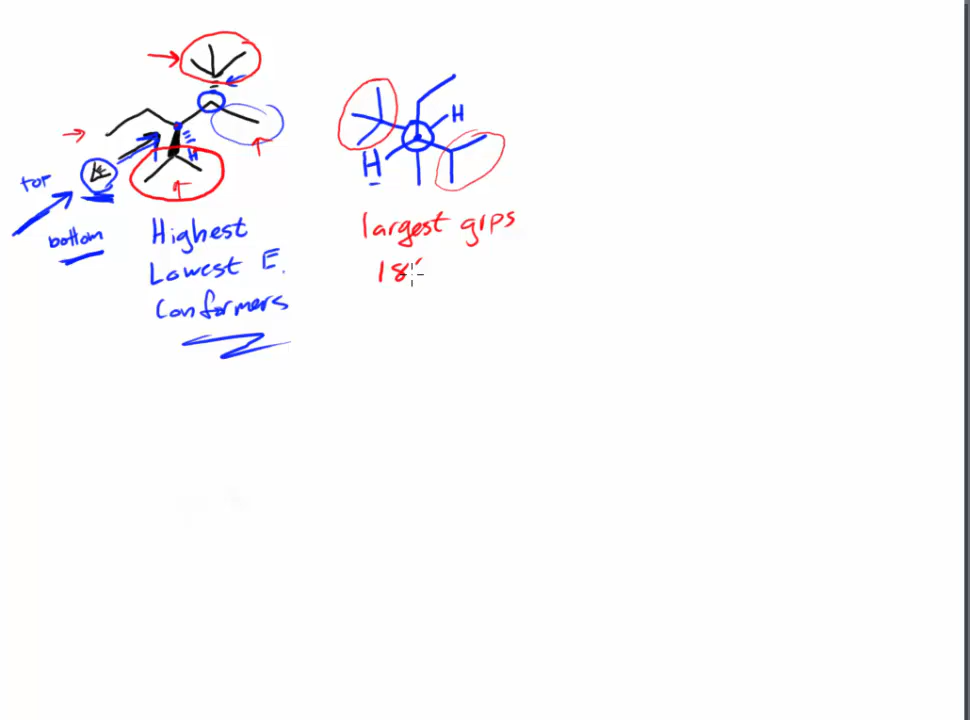 H
H
H
top
bottom
Highest
Lowest E.
Conformers
largest grps
18